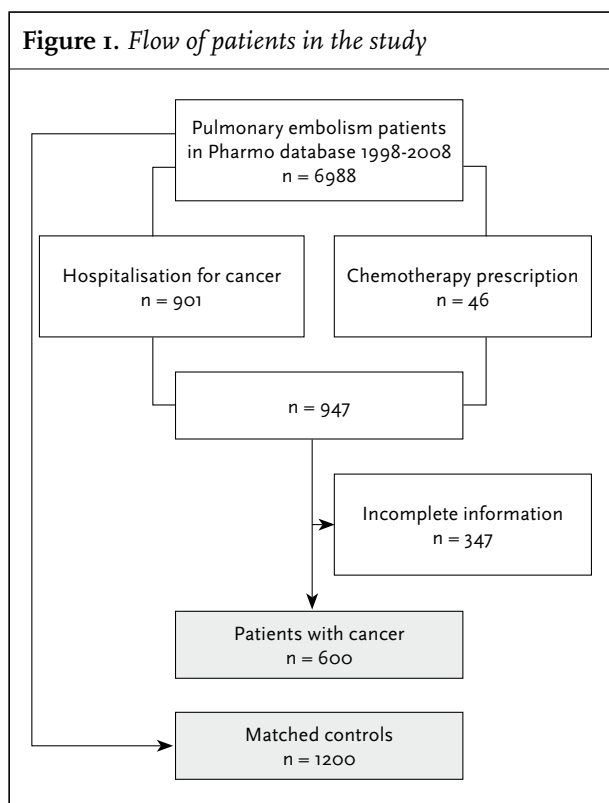 Figure 1. Flow of patients in the study
Pulmonary embolism patients
in Pharmo database 1998-2008
n = 6988
Hospitalisation for cancer
n = 901
Chemotherapy prescription
n = 46
n = 947
Incomplete information
n = 347
Patients with cancer
n = 600
Matched controls
n = 1200